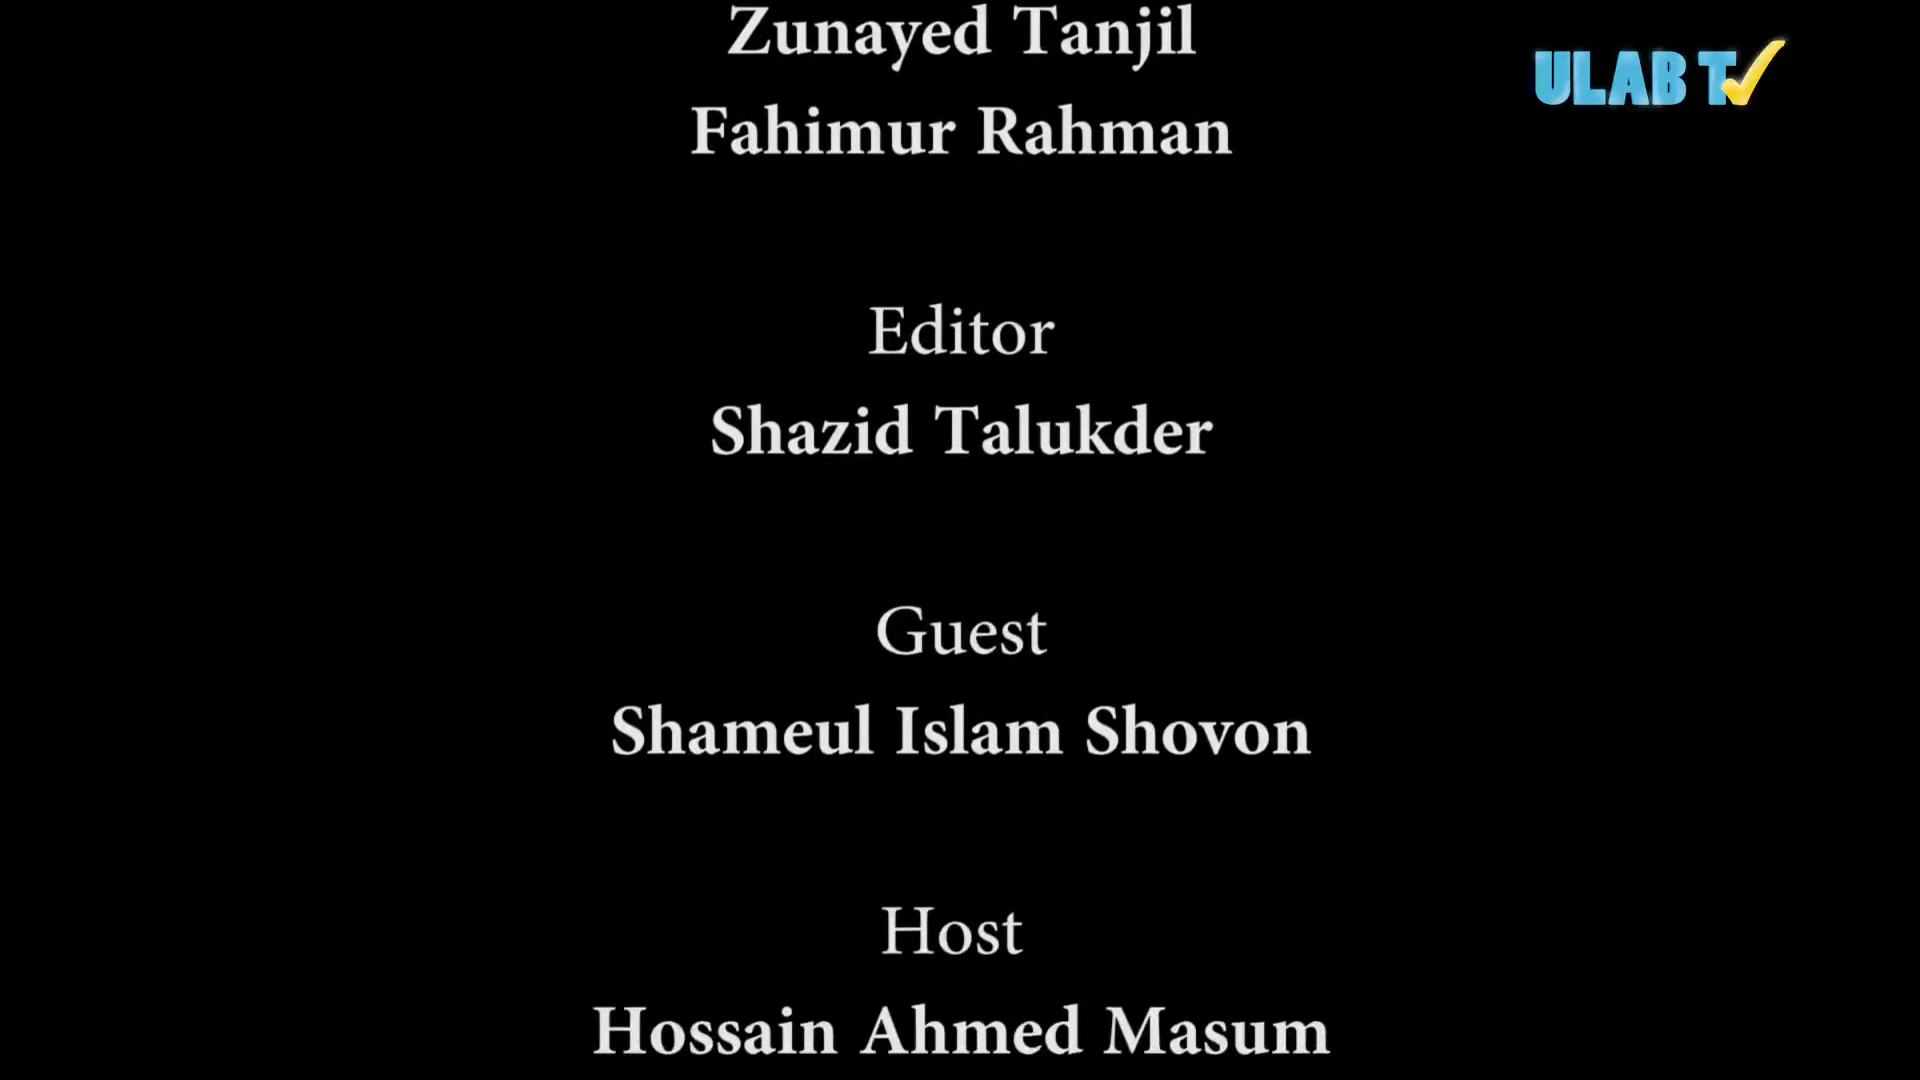 Zunayed Tanjil
ULAB TV
Fahimur Rahman
Editor
Shazid Talukder
Guest
Shameul Islam Shovon
Host
Hossain Ahmed Masum